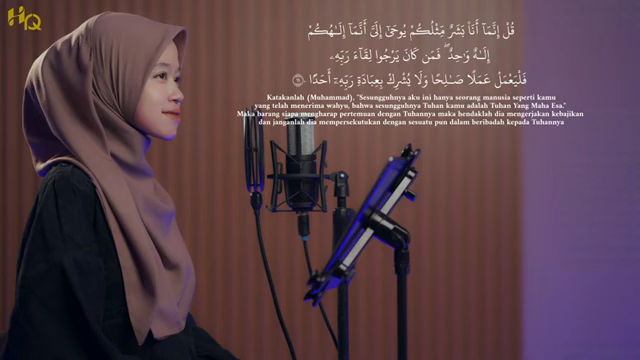 HQ
قُلْ إِنَّمَآ أَنَا۠ بَشَرٌ مِّثْلُكُمْ يُوحَىٰٓ إِلَىَّ أَنَّمَآ إِلَـٰهُكُمْ
إِلَـٰهٌ وَٰحِدٌ ۖ فَمَن كَانَ يَرْجُوا۟ لِقَآءَ رَبِّهِۦ
فَلْيَعْمَلْ عَمَلًا صَـٰلِحًا وَلَا يُشْرِكْ بِعِبَادَةِ رَبِّهِۦٓ أَحَدًۢا
Katakanlah (Muhammad), "Sesungguhnya aku ini hanya seorang manusia seperti kamu
yang telah menerima wahyu, bahwa sesungguhnya Tuhan kamu adalah Tuhan Yang Maha Esa."
Maka barang siapa mengharap pertemuan dengan Tuhannya maka hendaklah dia mengerjakan kebajikan
dan janganlah dia mempersekutukan dengan sesuatu pun dalam beribadah kepada Tuhannya